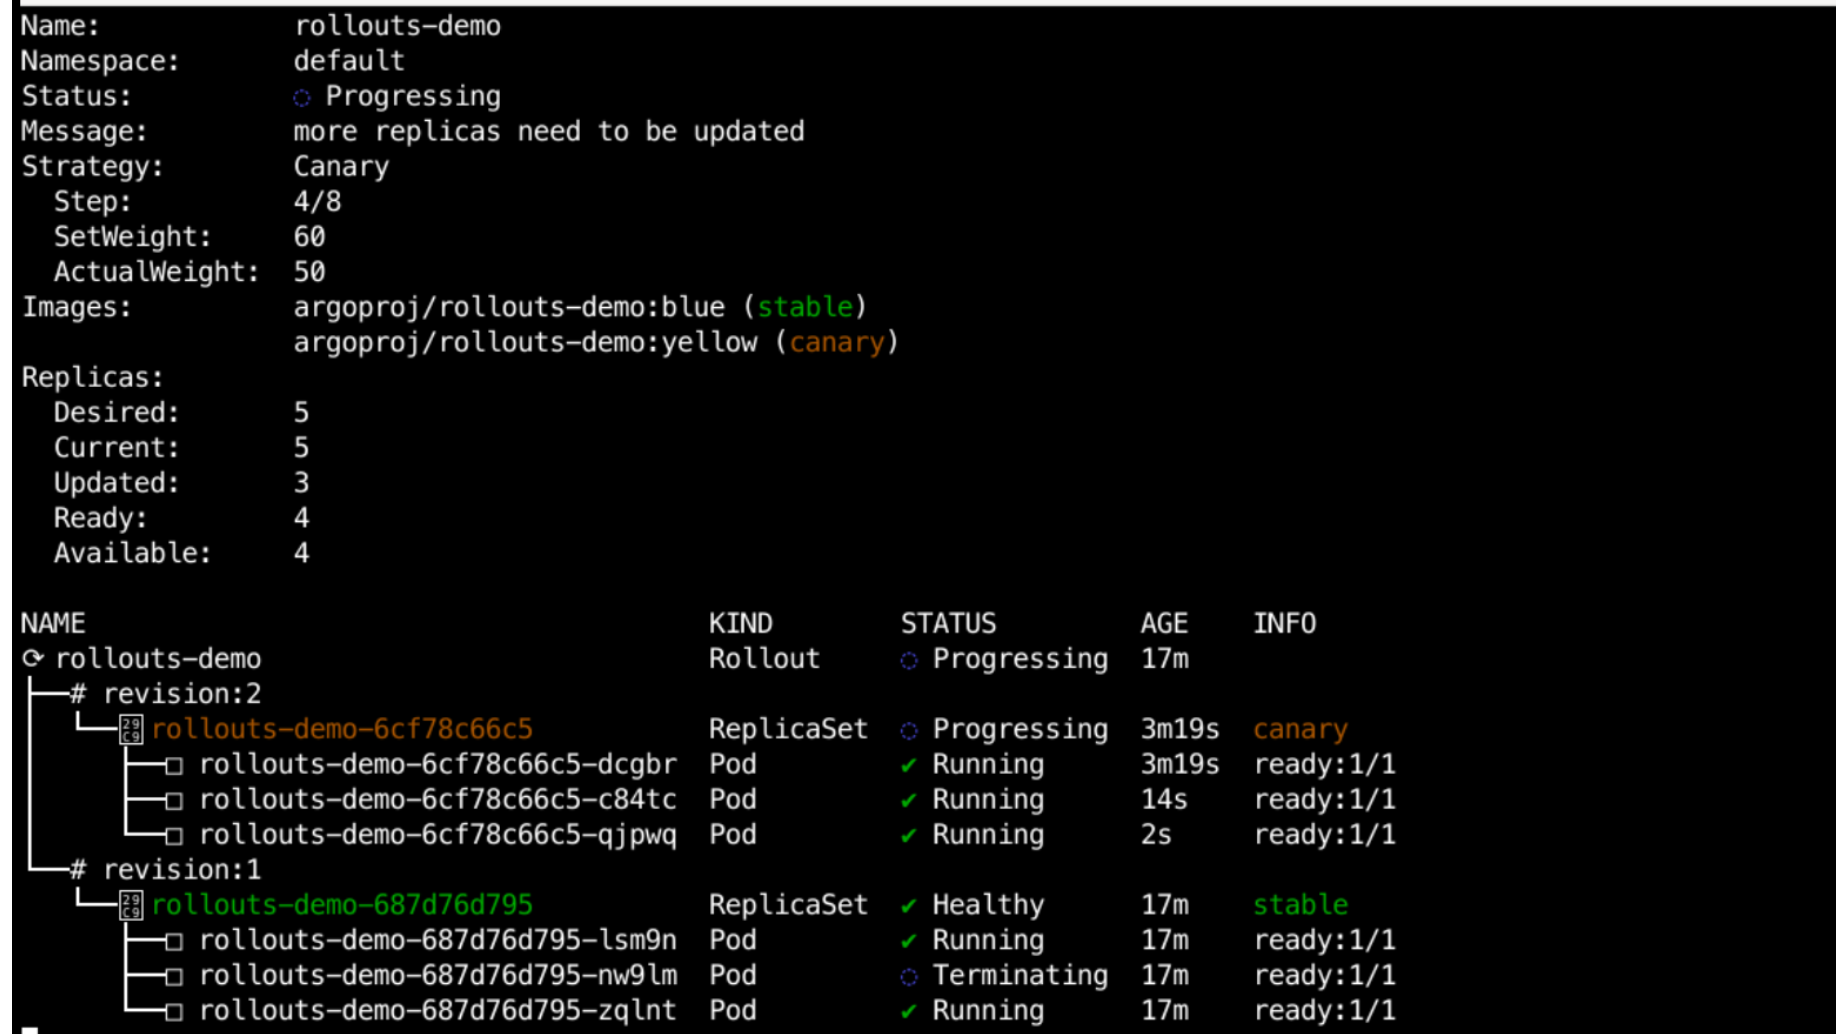 Name: rollouts-demo
Namespace: default
Status: ◌ Progressing
Message: more replicas need to be updated
Strategy: Canary
  Step: 4/8
  SetWeight: 60
  ActualWeight: 50
Images: argoproj/rollouts-demo:blue (stable)
argoproj/rollouts-demo:yellow (canary)
Replicas:
  Desired: 5
  Current: 5
  Updated: 3
  Ready: 4
  Available: 4
NAME KIND STATUS AGE INFO
⟳ rollouts-demo Rollout ◌ Progressing 17m
├──# revision:2
│  └──29C9 rollouts-demo-6cf78c66c5 ReplicaSet ◌ Progressing 3m19s canary
│     ├──□ rollouts-demo-6cf78c66c5-dcgbr Pod ✔ Running 3m19s ready:1/1
│     ├──□ rollouts-demo-6cf78c66c5-c84tc Pod ✔ Running 14s ready:1/1
│     └──□ rollouts-demo-6cf78c66c5-qjpwq Pod ✔ Running 2s ready:1/1
└──# revision:1
   └──29C9 rollouts-demo-687d76d795 ReplicaSet ✔ Healthy 17m stable
      ├──□ rollouts-demo-687d76d795-lsm9n Pod ✔ Running 17m ready:1/1
      ├──□ rollouts-demo-687d76d795-nw9lm Pod ◌ Terminating 17m ready:1/1
      └──□ rollouts-demo-687d76d795-zqlnt Pod ✔ Running 17m ready:1/1